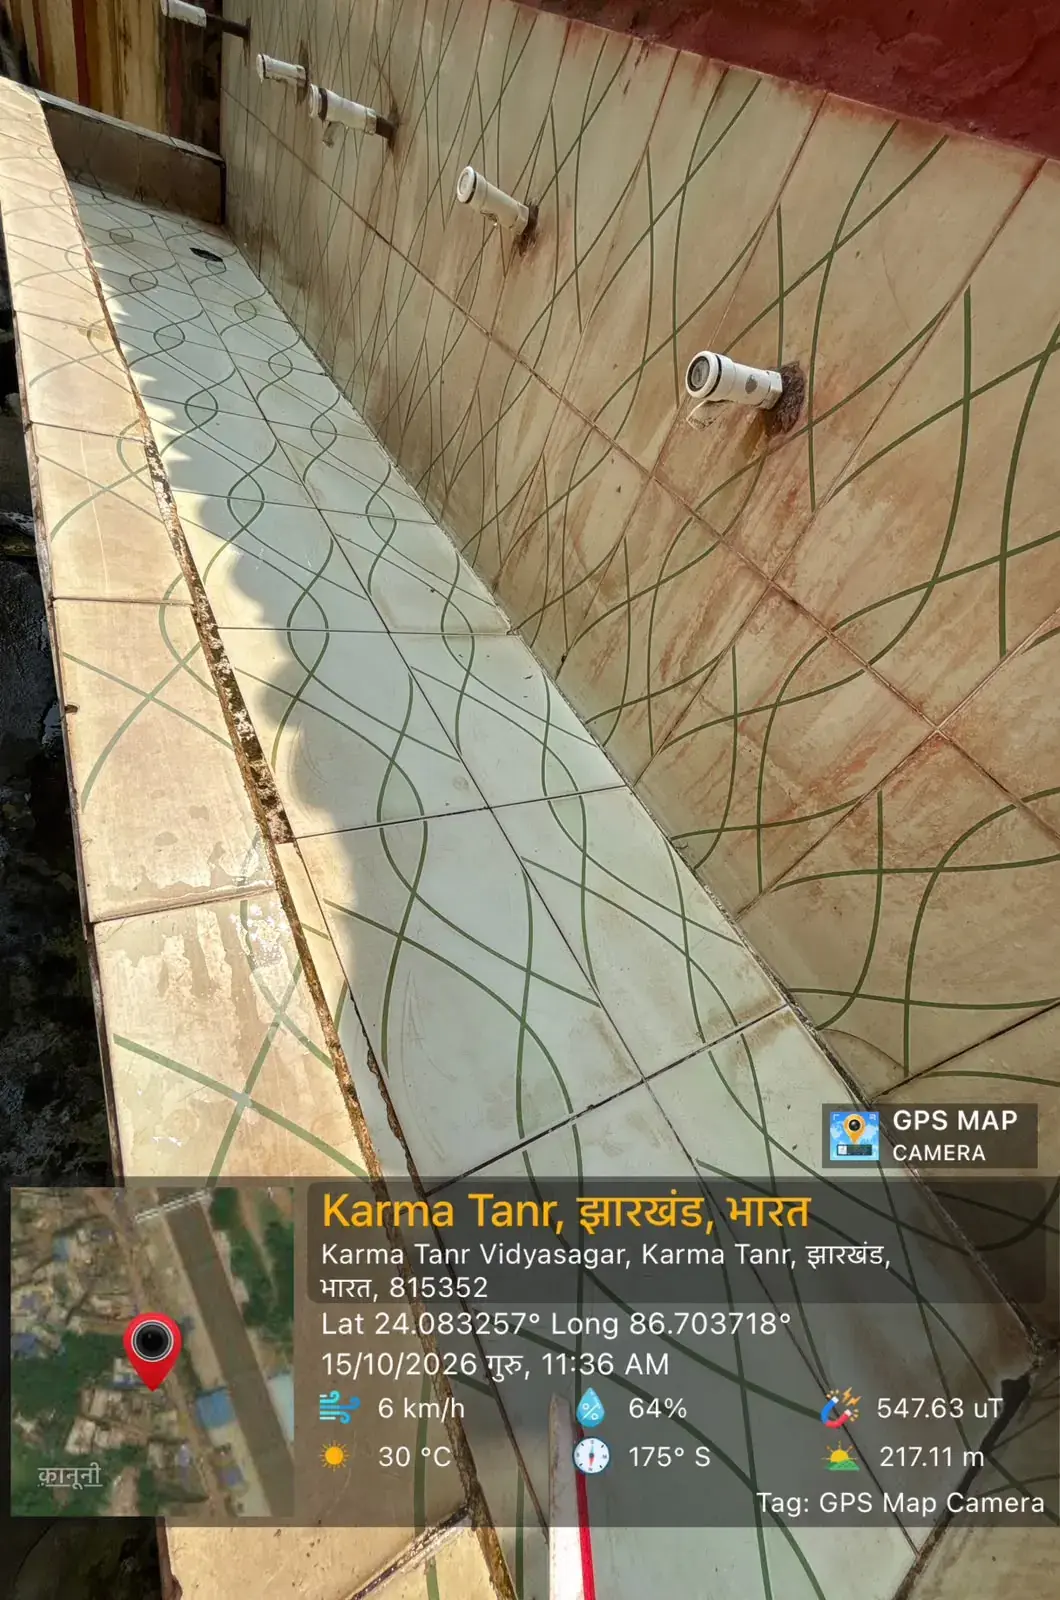 GPS MAP
CAMERA
Karma Tanr, झारखंड, भारत
Karma Tanr Vidyasagar, Karma Tanr, झारखंड,
भारत, 815352
Lat 24.083257° Long 86.703718°
15/10/2026 गुरु, 11:36 AM
6 km/h 64% 547.63 uT
30 °C 175° S 217.11 m
क़ानूनी
Tag: GPS Map Camera